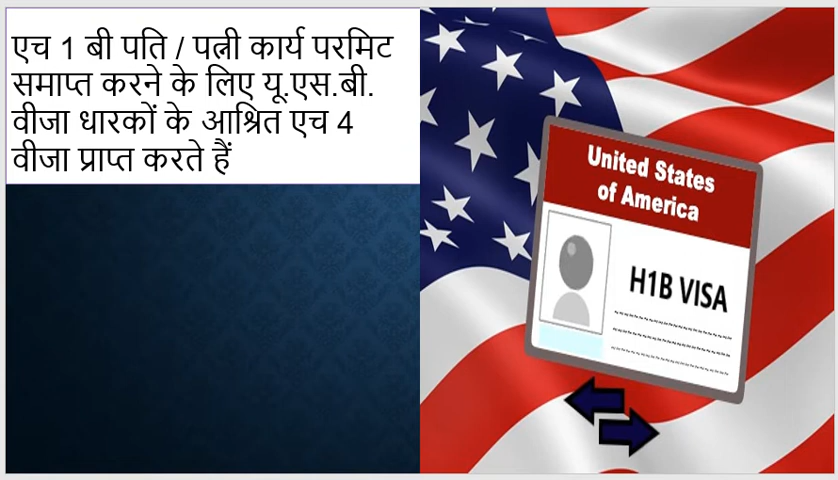 एच 1 बी पति / पत्नी कार्य परमिट
समाप्त करने के लिए यू.एस.बी.
वीजा धारकों के आश्रित एच 4
वीजा प्राप्त करते हैं
United States
of America
H1B VISA